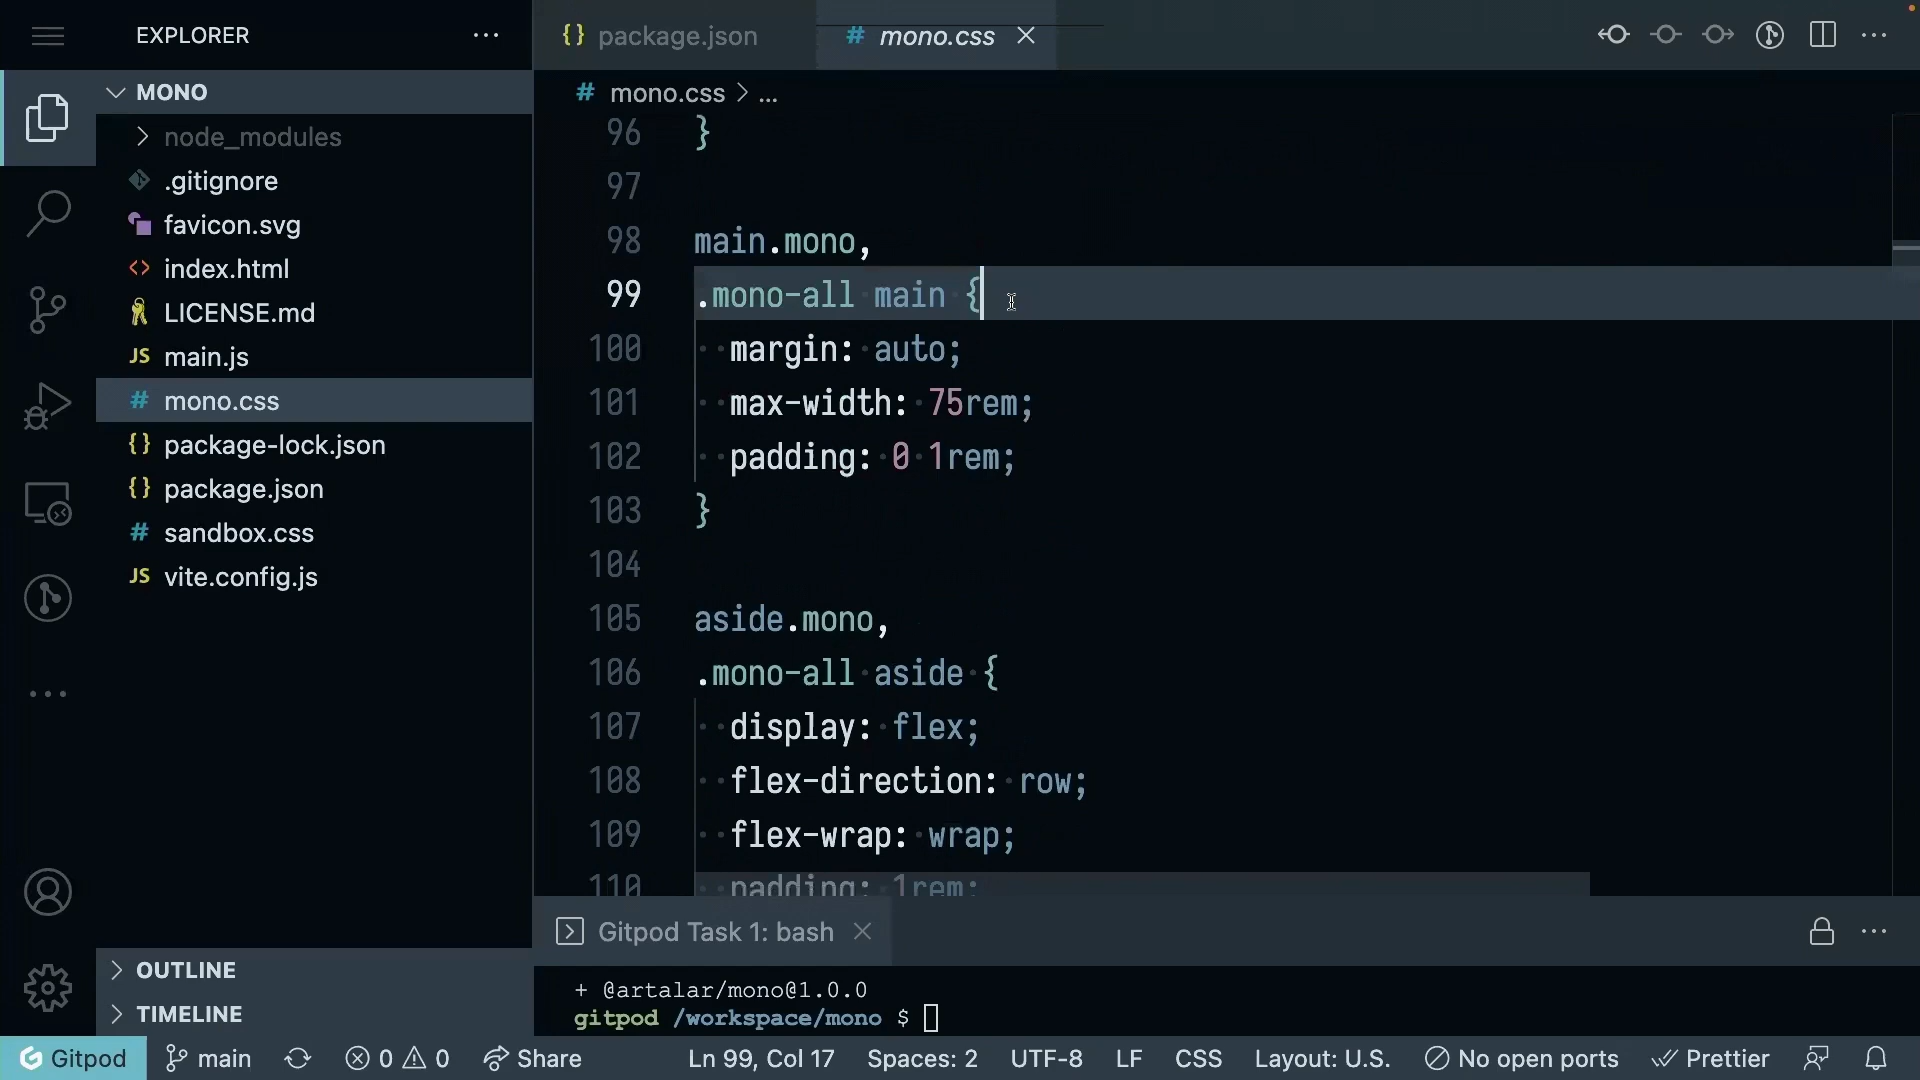 EXPLORER
MONO
node_modules
.gitignore
favicon.svg
index.html
LICENSE.md
main.js
mono.css
package-lock.json
package.json
sandbox.css
vite.config.js
OUTLINE
TIMELINE
package.json
mono.css
mono.css > ...
96 }
97
98 main.mono,
99 .mono-all main {
100 margin: auto;
101 max-width: 75rem;
102 padding: 0 1rem;
103 }
104
105 aside.mono,
106 .mono-all aside {
107 display: flex;
108 flex-direction: row;
109 flex-wrap: wrap;
110 padding: 1rem;
Gitpod Task 1: bash
+ @artalar/mono@1.0.0
gitpod /workspace/mono $
Gitpod main 0 0 Share Ln 99, Col 17 Spaces: 2 UTF-8 LF CSS Layout: U.S. No open ports Prettier